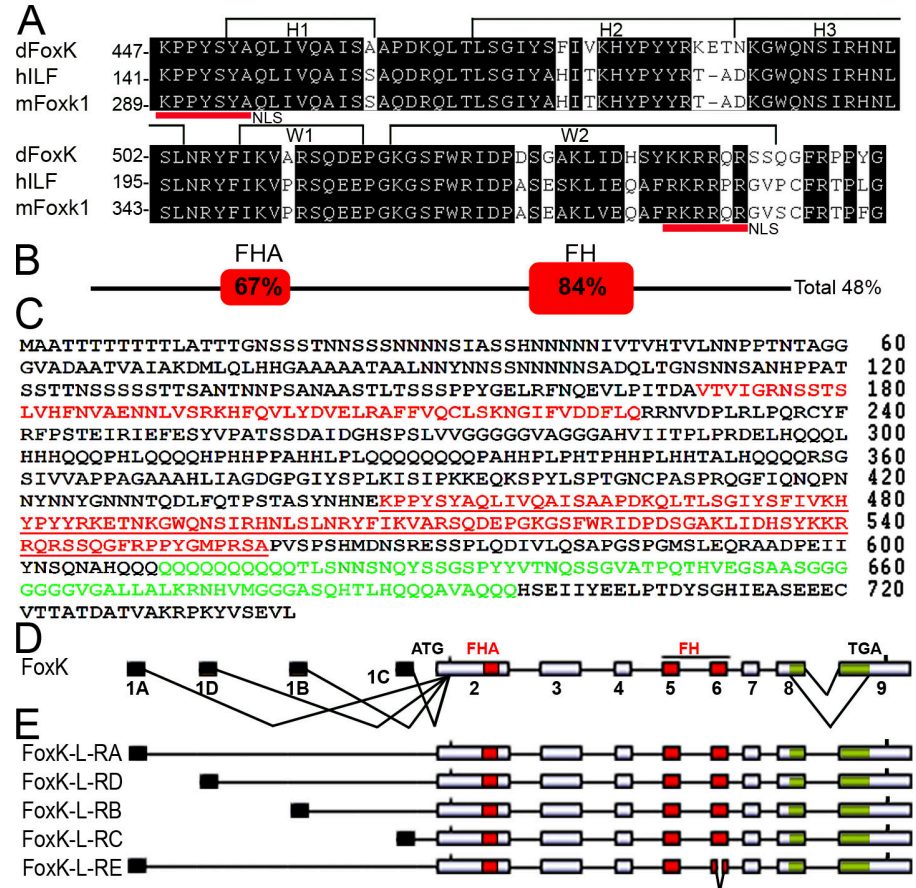 A
H1 H2 H3
dFoxK 447- KPPYSYAQLIVQAISAAPDKQLTLSGIYSFIVKHYPYYRKETNKGWQNSIRHNL
hILF 141- KPPYSYAQLIVQAISSAQDRQLTLSGIYAHITKHYPYYRT-ADKGWQNSIRHNL
mFoxk1 289- KPPYSYAQLIVQAISSAQDRQLTLSGIYAHITKHYPYYRT-ADKGWQNSIRHNL
NLS
W1 W2
dFoxK 502- SLNRYFIKVARSQDEPGKGSFWRIDPDSGAKLIDHSYKKRRQRSSQGFRPPYG
hILF 195- SLNRYFIKVPRSQEEPGKGSFWRIDPASESKLIEQAFRKRRPRGVPCFRTPLG
mFoxk1 343- SLNRYFIKVPRSQEEPGKGSFWRIDPASEAKLVEQAFRKRRQRGVSCFRTPFG
NLS
B
FHA FH
67% 84% Total 48%
C
MAATTTTTTTTTLATTTGNSSSTNNSSSNNNNSIASSHNNNNNNIVTVHTVLNNPPTNTAGG 60
GVADAATVAIAAINYKDMLQLHHGAAAAATAALNNYNNSSNNNNNNSADQLTGNSNNSANHPPAT 120
SSTTNSSSSSTTSANTNNPSANAASTLTSSSPPYGELRFNQEVLPITDAVTVIGRNSSTS 180
LVHFNVAENNLVSRKHFQVLYDVELRAFFVQCLSKNGIFVDDFLQRRNVDPLRLPQRCYF 240
RFPSTEIRIEFESYVPATSSDAIDGHSPSLVVGGGGGVAGGGAHVIITPLPRDELHQQQL 300
HHHQQQPHLQQQQHPHHPPAHHLPLQQQQQQQQPAHHPLPHTPHHPLHTALHQQQQRSG 360
SIVVAPPAGAAAHLIAGDGPGIYSPLKISIPKKEQKSPYLSPTGNCPASPRQGFIQNQPN 420
NYNNYGNNNTQDLFQTPSTASYNHNEKPPYSYAQLIVQAISAAPDKQLTLSGIYSFIVKH 480
YPYYRKETNKGWQNSIRHNLSLNRYFIKVARSQDEPGKGSFWRIDPDSGAKLIDHSYKKR 540
RQRSSQGFRPPYGMPRSAPVSPSHMDNSRESSPLQDIVLQSAPGSPGMSLEQRAADPEII 600
YNSQNAHQQQQQQQQQQQQTLSNNSNQYSSGSPYYVTNQSSGVATPQTHVEGSAASGGG 660
GGGGVGALLALKRNHVMGGGASQHTLHQQQAVAQQQHSEIIYEELPTDYSGHIEASEEEC 720
VTTATDATVAKRPKYVSEVL
D
ATG FHA FH TGA
FoxK
1A 1D 1B 1C 2 3 4 5 6 7 8 9
E
FoxK-L-RA
FoxK-L-RD
FoxK-L-RB
FoxK-L-RC
FoxK-L-RE